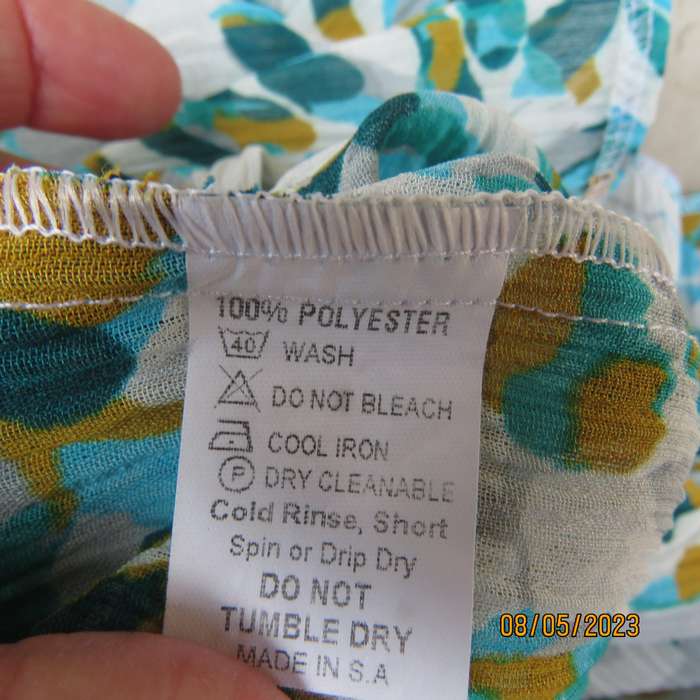 100% POLYESTER
40 WASH
DO NOT BLEACH
COOL IRON
P DRY CLEANABLE
Cold Rinse, Short
Spin or Drip Dry
DO NOT
TUMBLE DRY
MADE IN S.A
08/05/2023